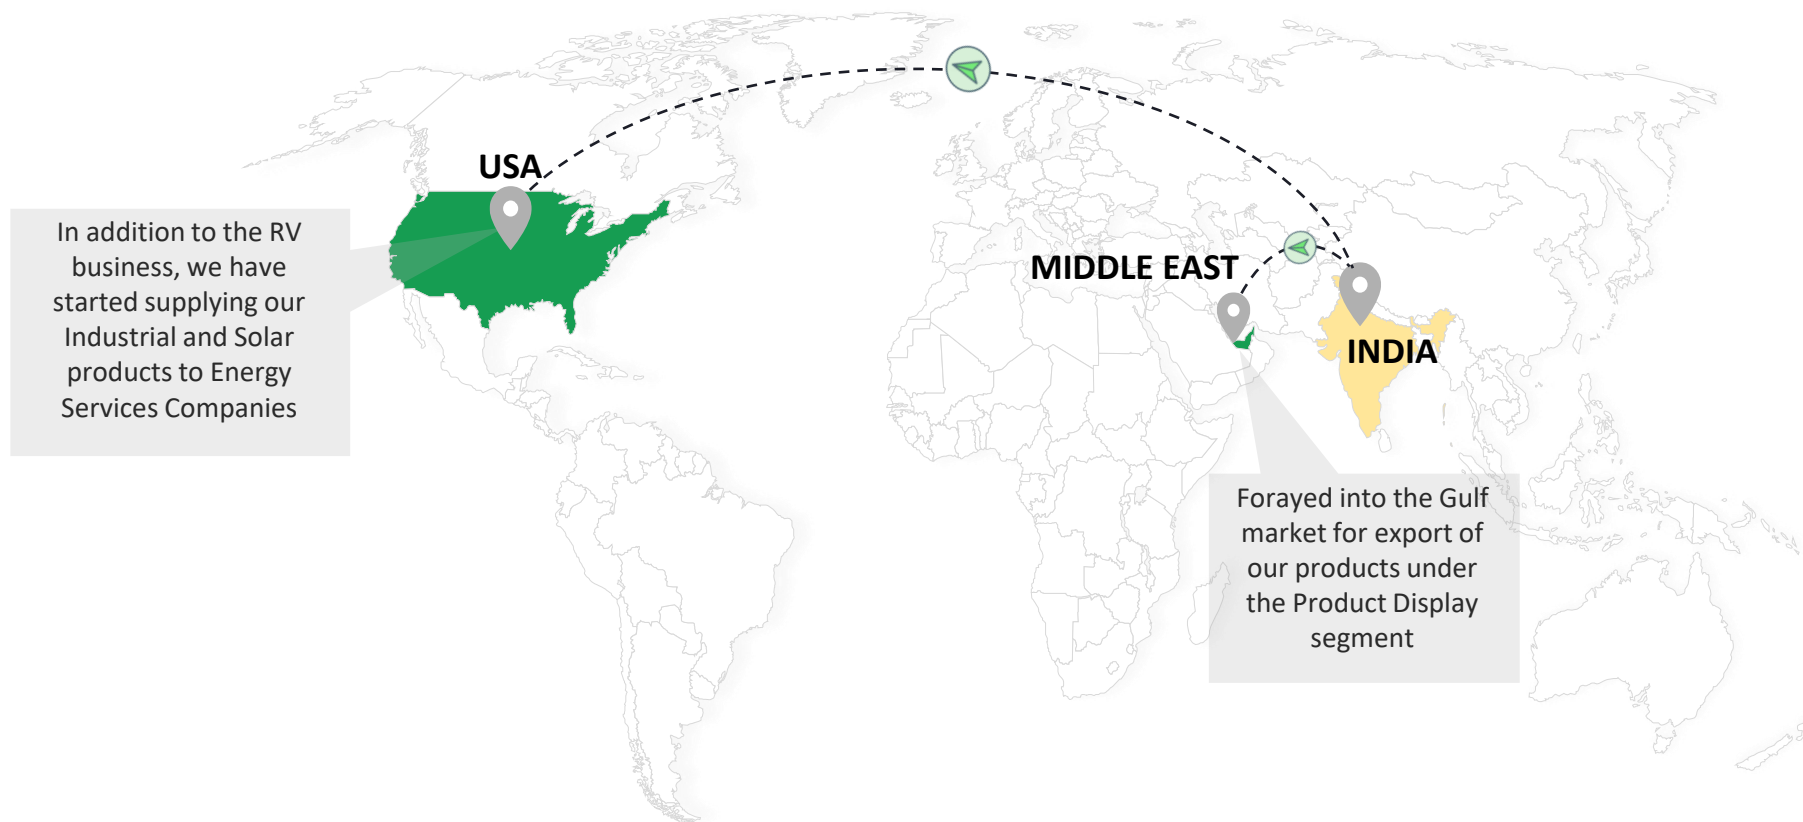 USA
In addition to the RV
business, we have
started supplying our
Industrial and Solar
products to Energy
Services Companies
MIDDLE EAST
INDIA
Forayed into the Gulf
market for export of
our products under
the Product Display
segment